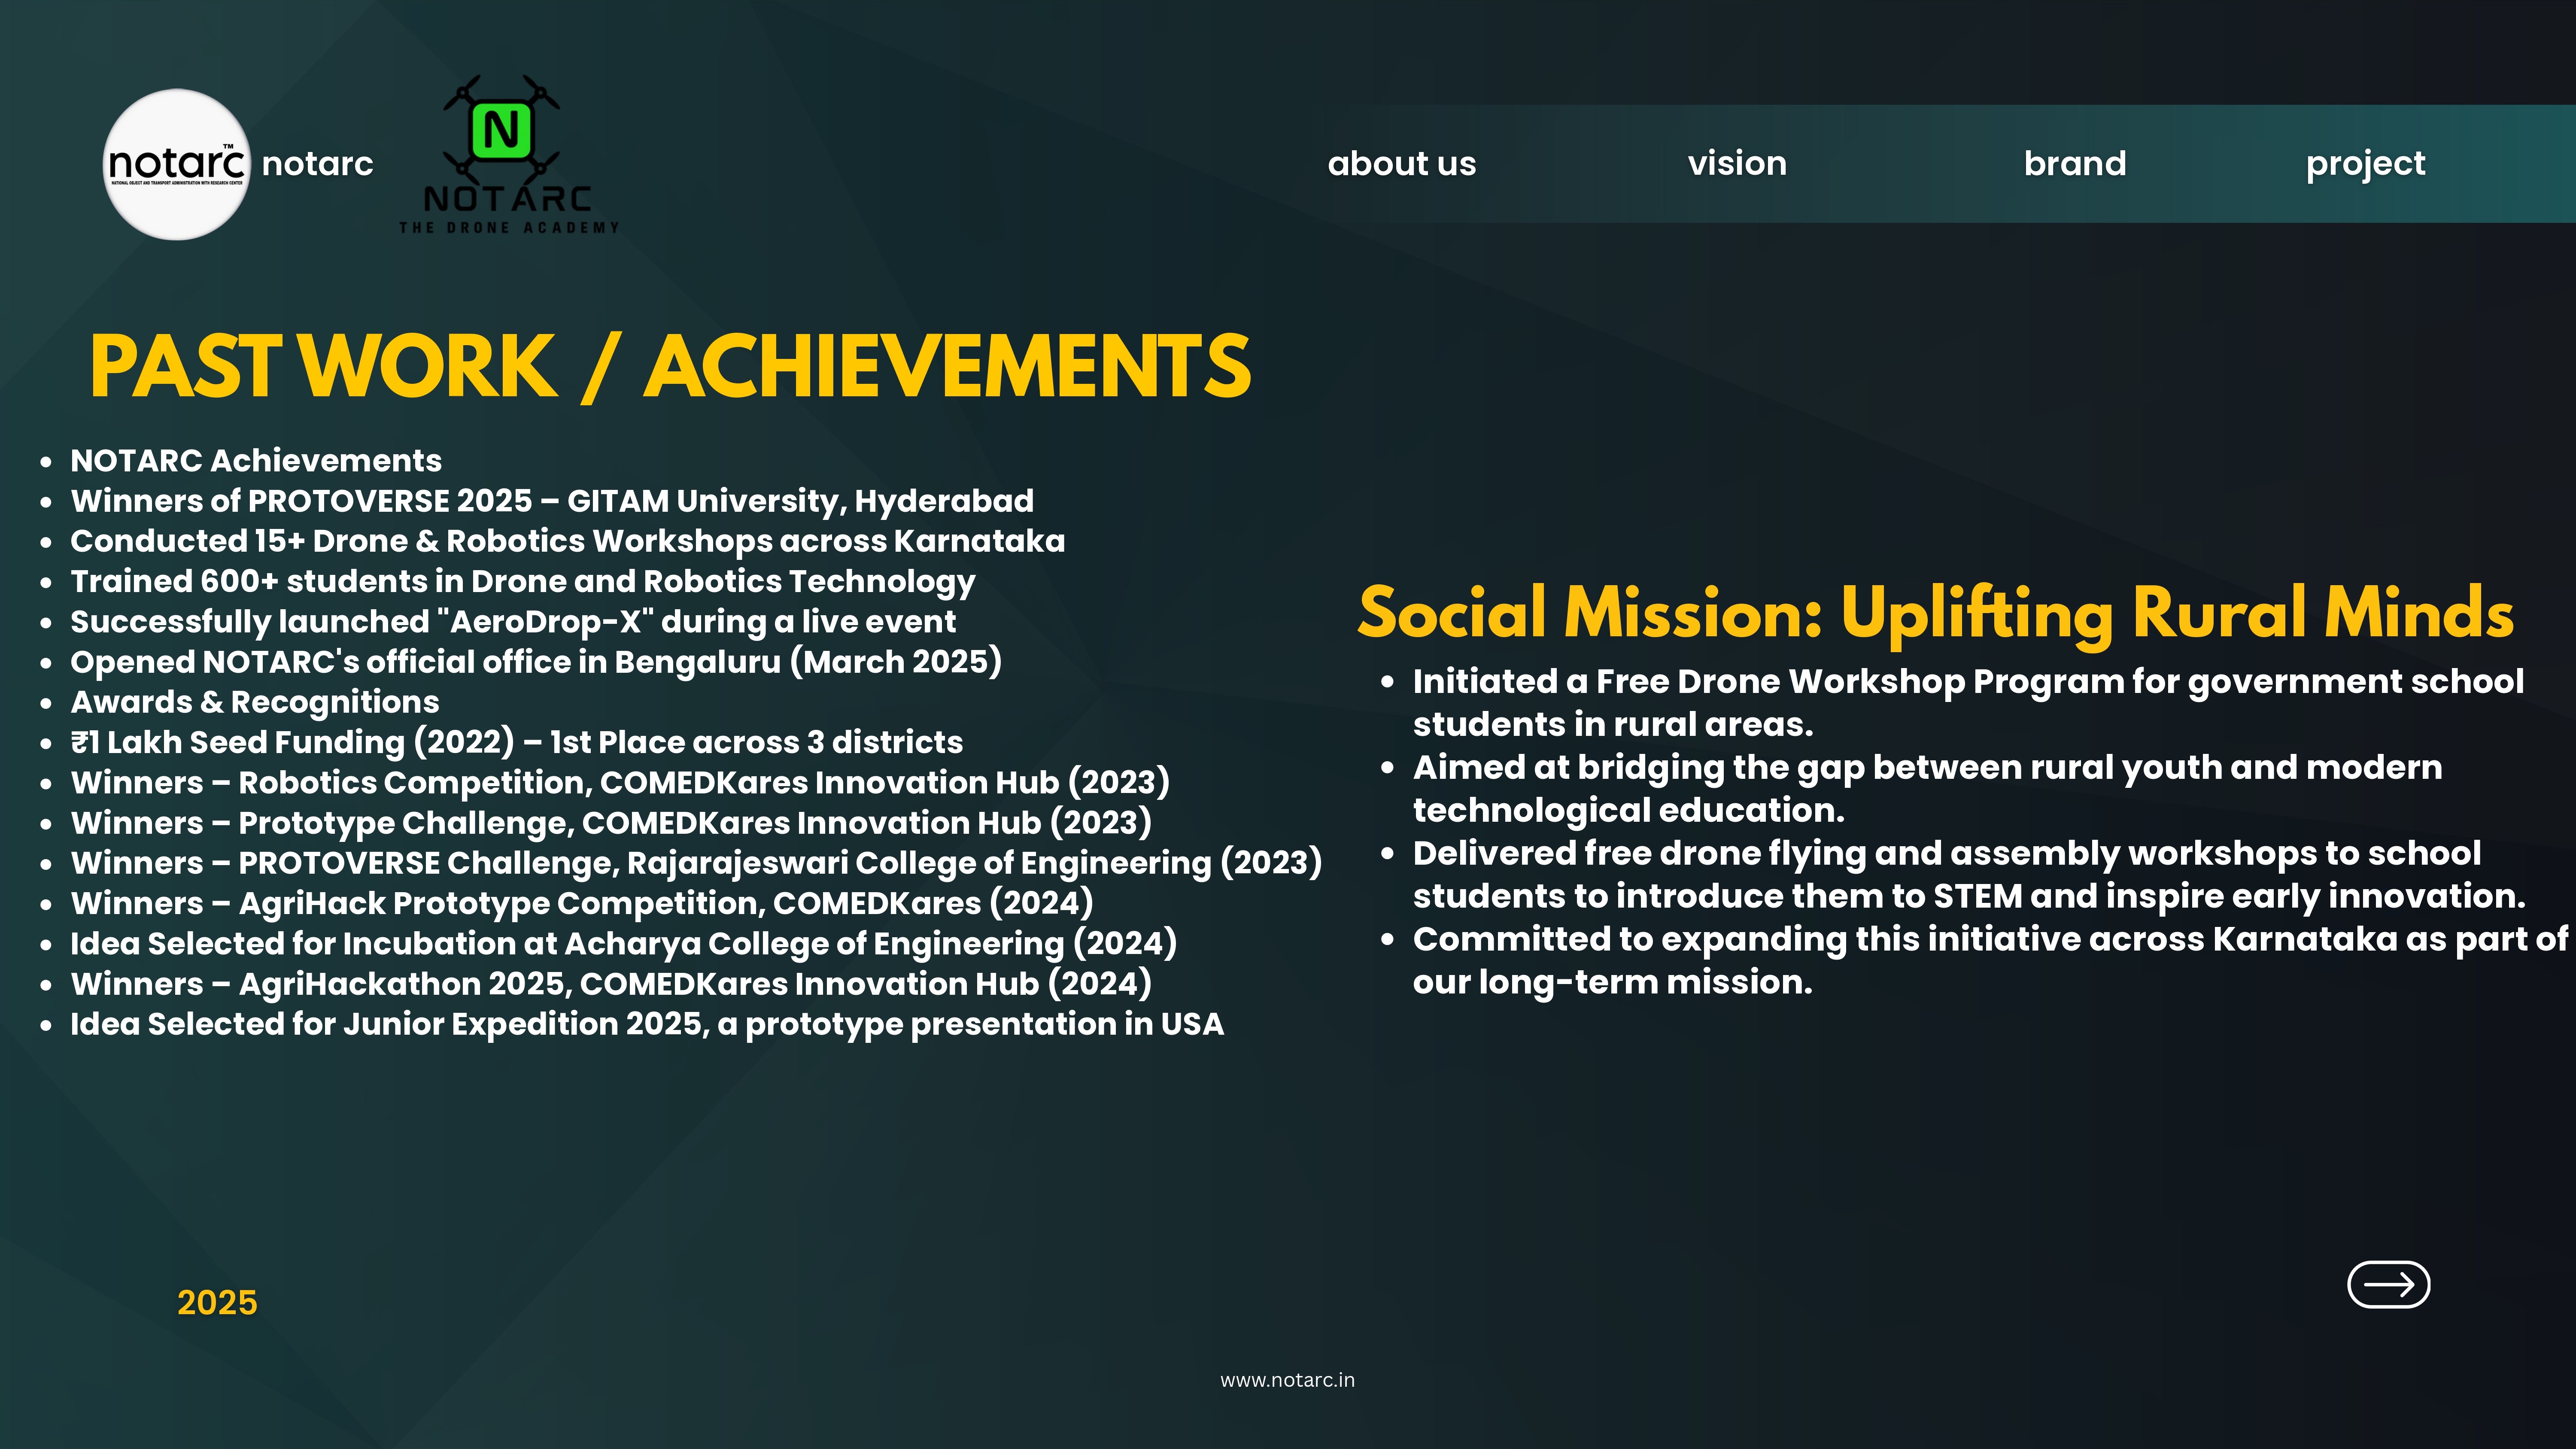 notarc™
NATIONAL OBJECT AND TRANSPORT ADMINISTRATION WITH RESEARCH CENTER
notarc
N
NOTARC
THE DRONE ACADEMY
about us
vision
brand
project
PAST WORK / ACHIEVEMENTS
• NOTARC Achievements
• Winners of PROTOVERSE 2025 – GITAM University, Hyderabad
• Conducted 15+ Drone & Robotics Workshops across Karnataka
• Trained 600+ students in Drone and Robotics Technology
• Successfully launched "AeroDrop-X" during a live event
• Opened NOTARC's official office in Bengaluru (March 2025)
• Awards & Recognitions
• ₹1 Lakh Seed Funding (2022) – 1st Place across 3 districts
• Winners – Robotics Competition, COMEDKares Innovation Hub (2023)
• Winners – Prototype Challenge, COMEDKares Innovation Hub (2023)
• Winners – PROTOVERSE Challenge, Rajarajeswari College of Engineering (2023)
• Winners – AgriHack Prototype Competition, COMEDKares (2024)
• Idea Selected for Incubation at Acharya College of Engineering (2024)
• Winners – AgriHackathon 2025, COMEDKares Innovation Hub (2024)
• Idea Selected for Junior Expedition 2025, a prototype presentation in USA
Social Mission: Uplifting Rural Minds
• Initiated a Free Drone Workshop Program for government school
students in rural areas.
• Aimed at bridging the gap between rural youth and modern
technological education.
• Delivered free drone flying and assembly workshops to school
students to introduce them to STEM and inspire early innovation.
• Committed to expanding this initiative across Karnataka as part of
our long-term mission.
2025
www.notarc.in